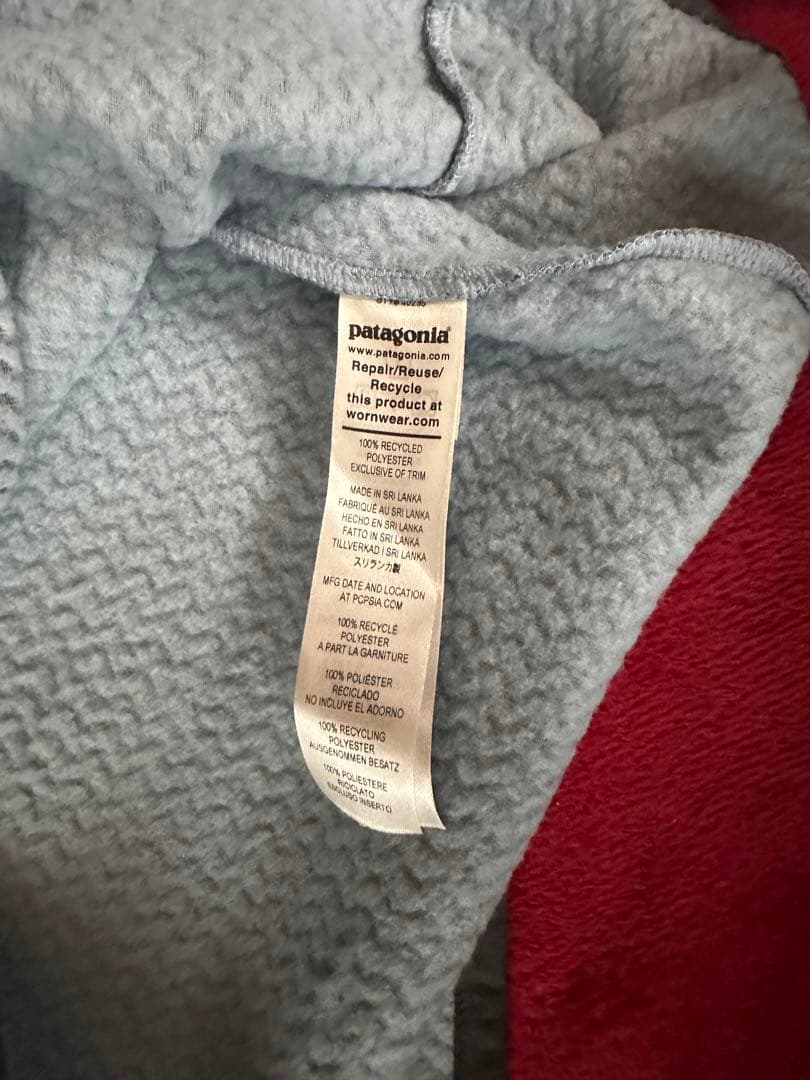 patagonia®
www.patagonia.com
Repair/Reuse/
Recycle
this product at
wornwear.com
100% RECYCLED
POLYESTER
EXCLUSIVE OF TRIM
MADE IN SRI LANKA
FABRIQUÉ AU SRI LANKA
HECHO EN SRI LANKA
FATTO IN SRI LANKA
TILLVERKAD I SRI LANKA
スリランカ製
MFG DATE AND LOCATION
AT PCPSIA.COM
100% RECYCLÉ
POLYESTER
A PART LA GARNITURE
100% POLIÉSTER
RECICLADO
NO INCLUYE EL ADORNO
100% RECYCLING
POLYESTER
AUSGENOMMEN BESATZ
100% POLIESTERE
RICICLATO
ESCLUSO INSERTO